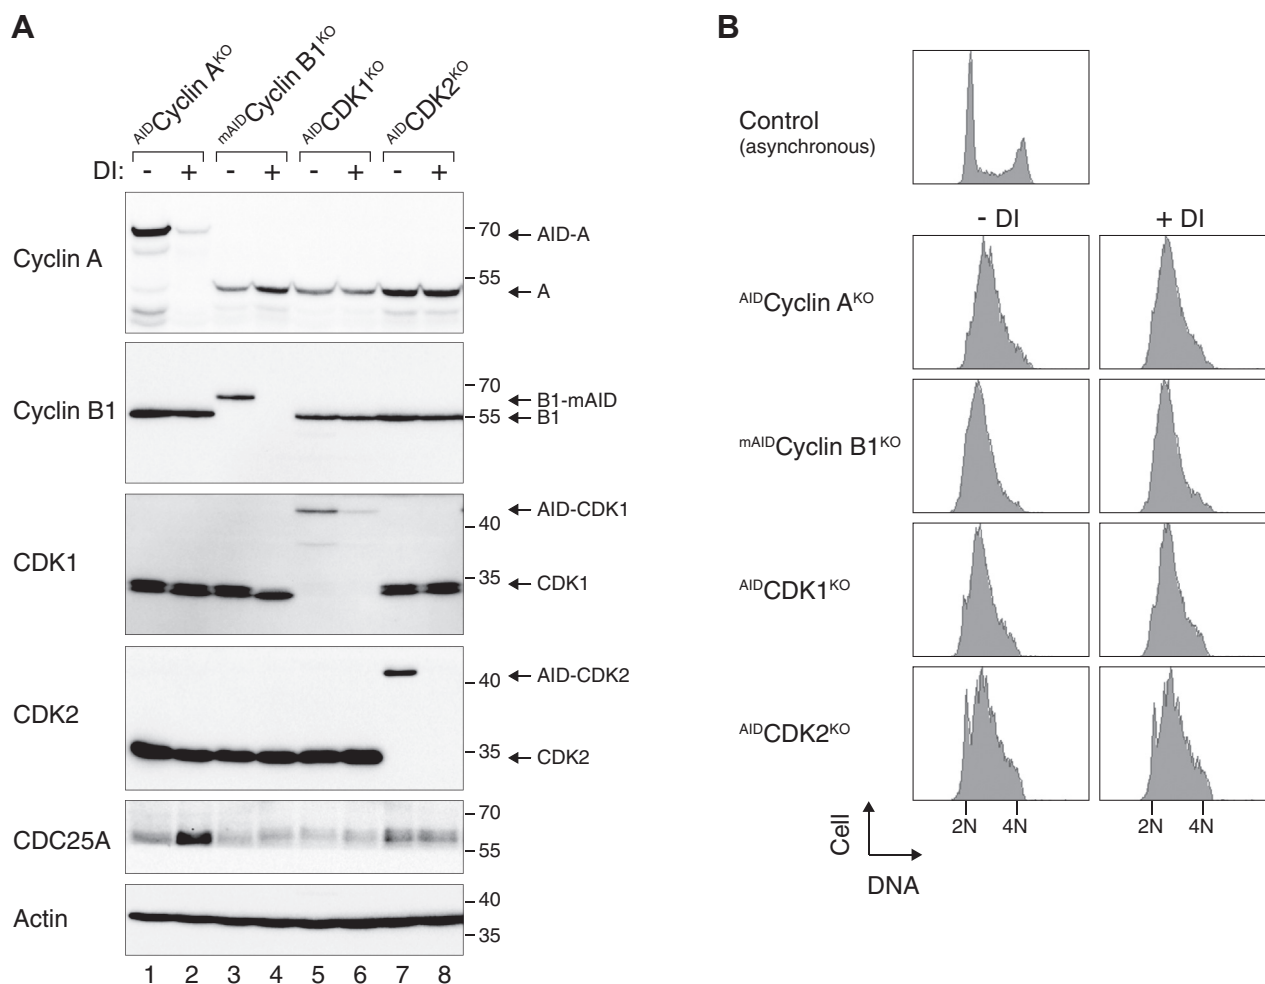 A
AIDCyclin AKO
mAIDCyclin B1KO
AIDCDK1KO
AIDCDK2KO
DI: - + - + - + - +
Cyclin A
70
AID-A
55
A
Cyclin B1
70
B1-mAID
55
B1
CDK1
AID-CDK1
40
35
CDK1
CDK2
40
AID-CDK2
35
CDK2
CDC25A
70
55
Actin
40
35
1 2 3 4 5 6 7 8
B
Control
(asynchronous)
- DI + DI
AIDCyclin AKO
mAIDCyclin B1KO
AIDCDK1KO
AIDCDK2KO
2N 4N 2N 4N
Cell
DNA